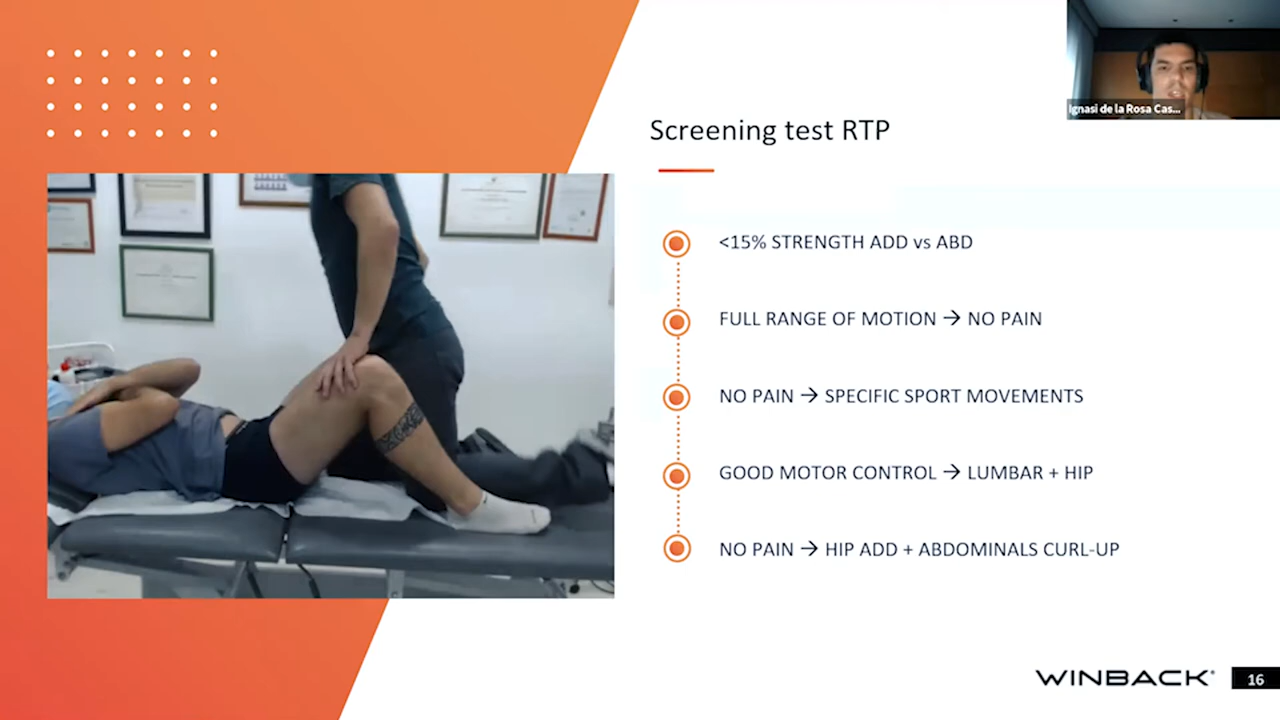 Ignasi de la Rosa Cas...
Screening test RTP
<15% STRENGTH ADD vs ABD
FULL RANGE OF MOTION → NO PAIN
NO PAIN → SPECIFIC SPORT MOVEMENTS
GOOD MOTOR CONTROL → LUMBAR + HIP
NO PAIN → HIP ADD + ABDOMINALS CURL-UP
WINBACK
16